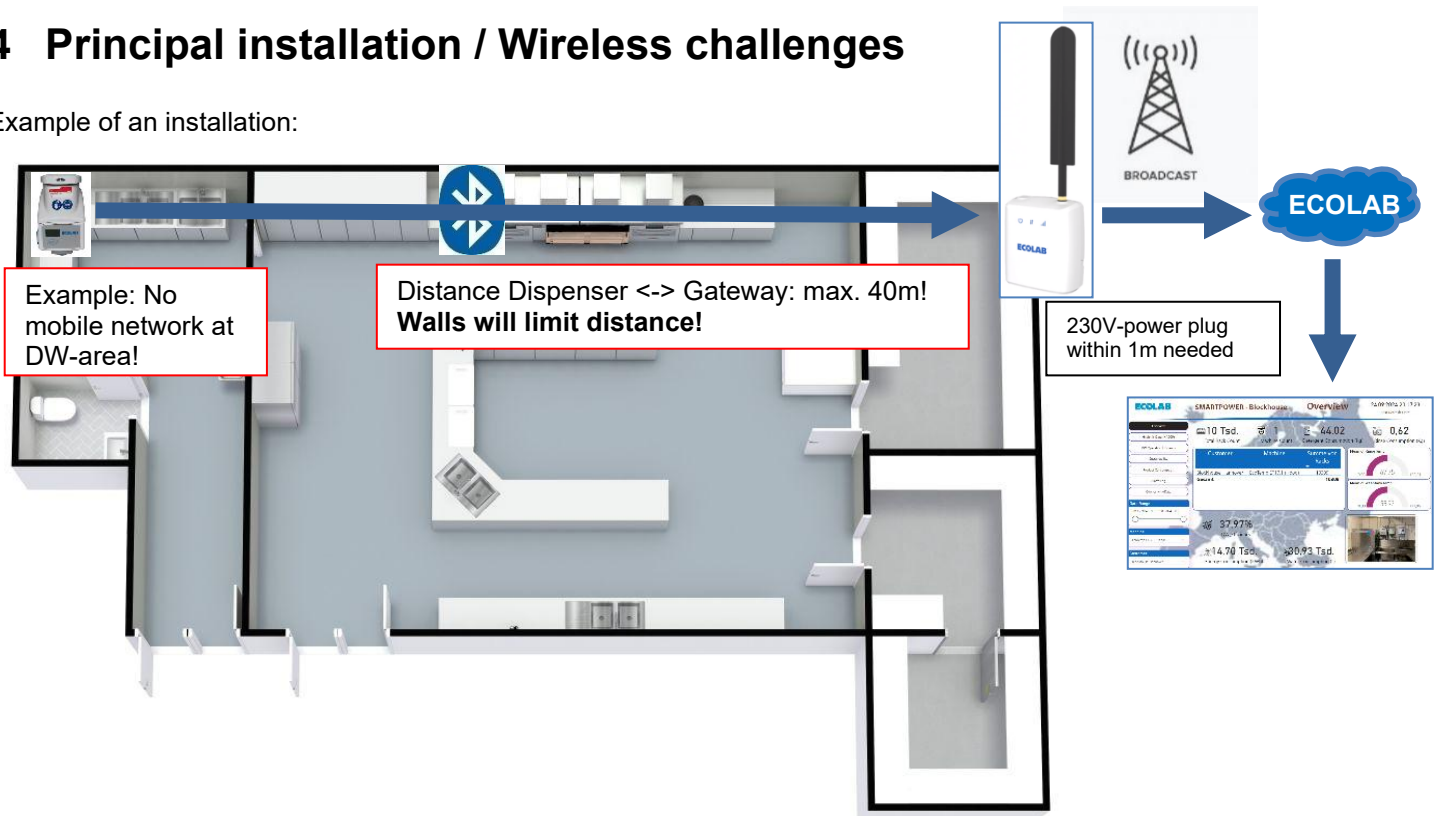 4 Principal installation / Wireless challenges
Example of an installation:
BROADCAST
ECOLAB
ECOLAB
Example: No
mobile network at
DW-area!
Distance Dispenser <-> Gateway: max. 40m!
Walls will limit distance!
230V-power plug
within 1m needed
ECOLAB SMARTPOWER - Blockhouse Overview
10 Tsd. 1 44.02 0,62
Customer Machine
37.97%
14.70 Tsd. 30.93 Tsd.